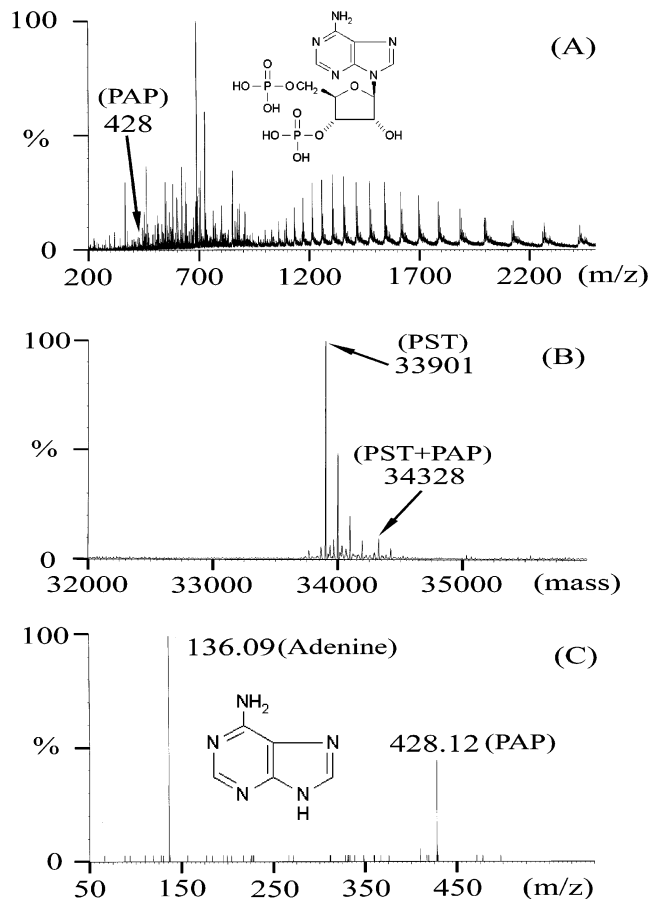 100
(A)
NH₂
N
N
N
N
(PAP)
428
O
HO-P-OCH₂
OH
O
O
HO-P-O
OH
OH
%
0
200
700
1200
1700
2200
(m/z)
100
(B)
(PST)
33901
%
(PST+PAP)
34328
0
32000
33000
34000
35000
(mass)
100
136.09(Adenine)
(C)
NH₂
N
N
N
N
H
%
428.12(PAP)
0
50
150
250
350
450
(m/z)